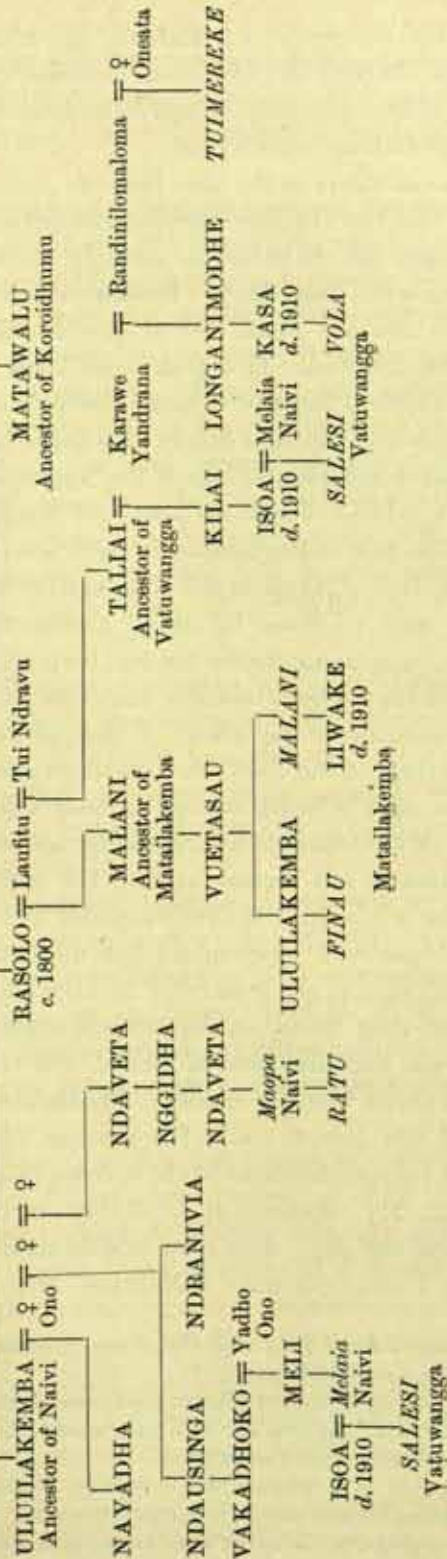 ULUILAKEMBA = ♀ = ♀ = ♀ RASOLO = Laufitu = Tui Ndravu MATAWALU
Ancestor of Naivi Ono c. 1800 Ancestor of Koroidhumu
NAYADHA NDAVETA MALANI TALIAI = Karawe = Randinilomaloma = ♀
Ancestor of Ancestor of Yandrana Oneata
Matailakemba Vatuwangga
NDAUSINGA NDRANIVIA NGGIDHA
VAKADHOKO = Yadho NDAVETA VUETASAU KILAI LONGANIMODHE TUIMEREKE
Ono
MELI Maopa ULUILAKEMBA MALANI ISOA = Melaia KASA
Naivi d. 1910 Naivi d. 1910
ISOA = Melaia RATU FINAU LIWAKE SALESI VOLA
d. 1910 Naivi d. 1910 Vatuwangga
SALESI Matailakemba
Vatuwangga